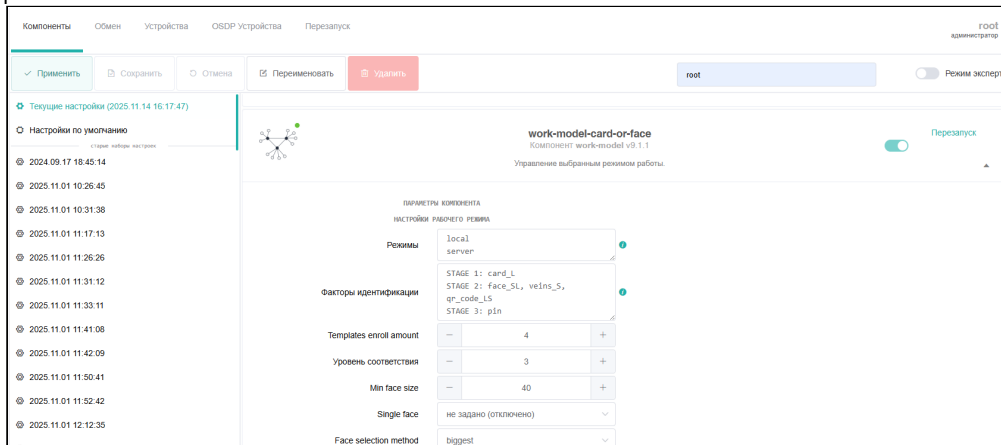 Компоненты Обмен Устройства OSDP Устройства Перезапуск root
администратор
Применить Сохранить Отмена Переименовать Удалить root Режим эксперт
Текущие настройки (2025.11.14 16:17:47)
Настройки по умолчанию
старые наборы настроек
2024.09.17 18:45:14
2025.11.01 10:26:45
2025.11.01 10:31:38
2025.11.01 11:17:13
2025.11.01 11:26:26
2025.11.01 11:31:12
2025.11.01 11:33:11
2025.11.01 11:41:08
2025.11.01 11:42:09
2025.11.01 11:50:41
2025.11.01 11:52:42
2025.11.01 12:12:35
work-model-card-or-face
Компонент work-model v9.1.1
Управление выбранным режимом работы.
Перезапуск
ПАРАМЕТРЫ КОМПОНЕНТА
НАСТРОЙКИ РАБОЧЕГО РЕЖИМА
Режимы local
server
Факторы идентификации STAGE 1: card_L
STAGE 2: face_SL, veins_S,
qr_code_LS
STAGE 3: pin
Templates enroll amount − 4 +
Уровень соответствия − 3 +
Min face size − 40 +
Single face не задано (отключено)
Face selection method biggest